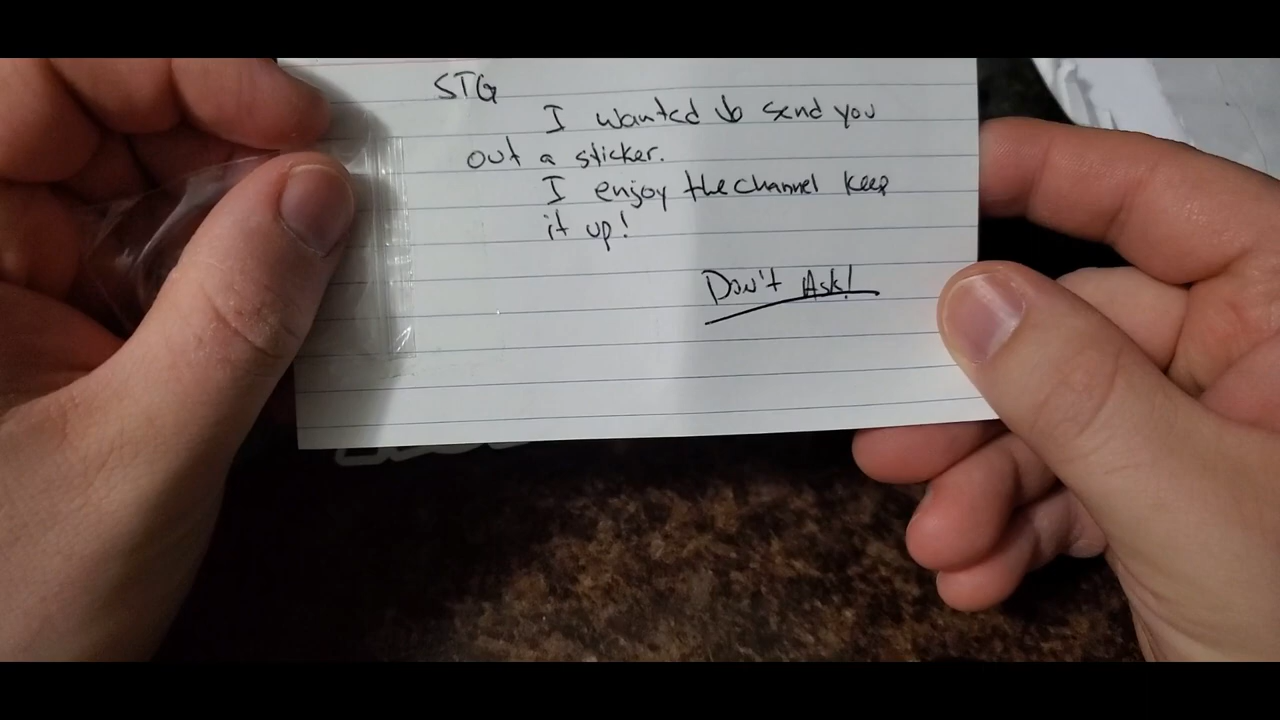 STG
I wanted to send you
out a sticker.
I enjoy the channel keep
it up!
Don't Ask!